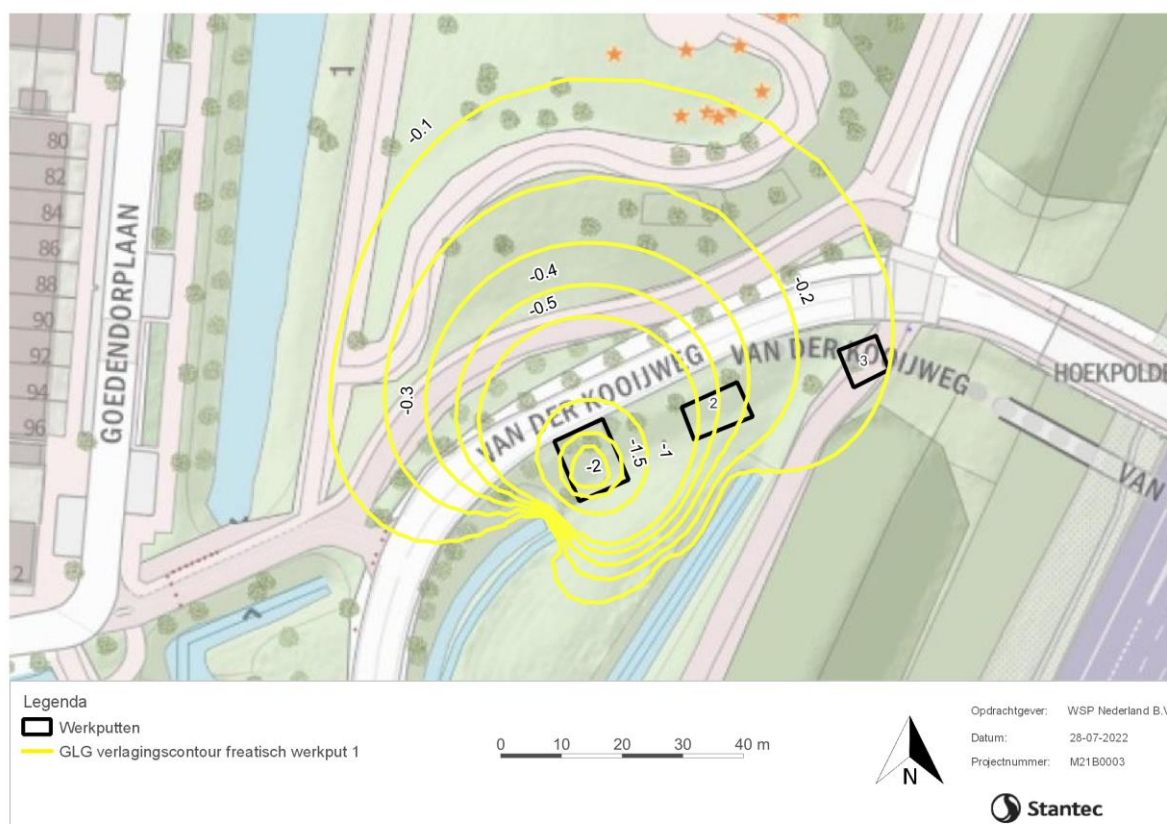 -0.1
80
82
84
86
88
90
92
94
96
2
GOEDENDORPLAAN
-0.4
-0.5
-0.2
-0.3
VAN DER KOOIJWEG
VAN DER KOOIJWEG
3
HOEKPOLDE
2
-1
-1.5
-2
VAN
Legenda
Werkputten
GLG verlagingscontour freatisch werkput 1
0 10 20 30 40 m
N
Opdrachtgever: WSP Nederland B.V
Datum: 28-07-2022
Projectnummer: M21B0003
Stantec